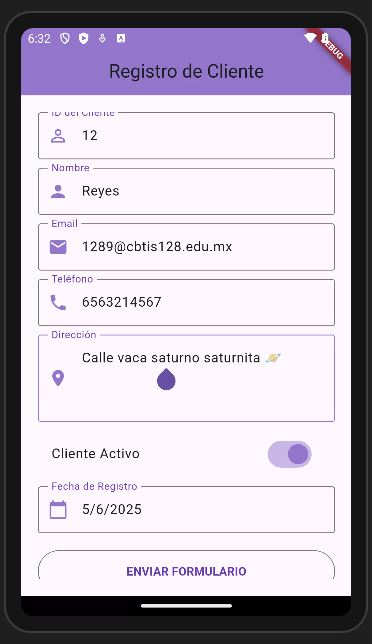 6:32
DEBUG
Registro de Cliente
ID del Cliente
12
Nombre
Reyes
Email
1289@cbtis128.edu.mx
Teléfono
6563214567
Dirección
Calle vaca saturno saturnita 🪐
Cliente Activo
Fecha de Registro
5/6/2025
ENVIAR FORMULARIO